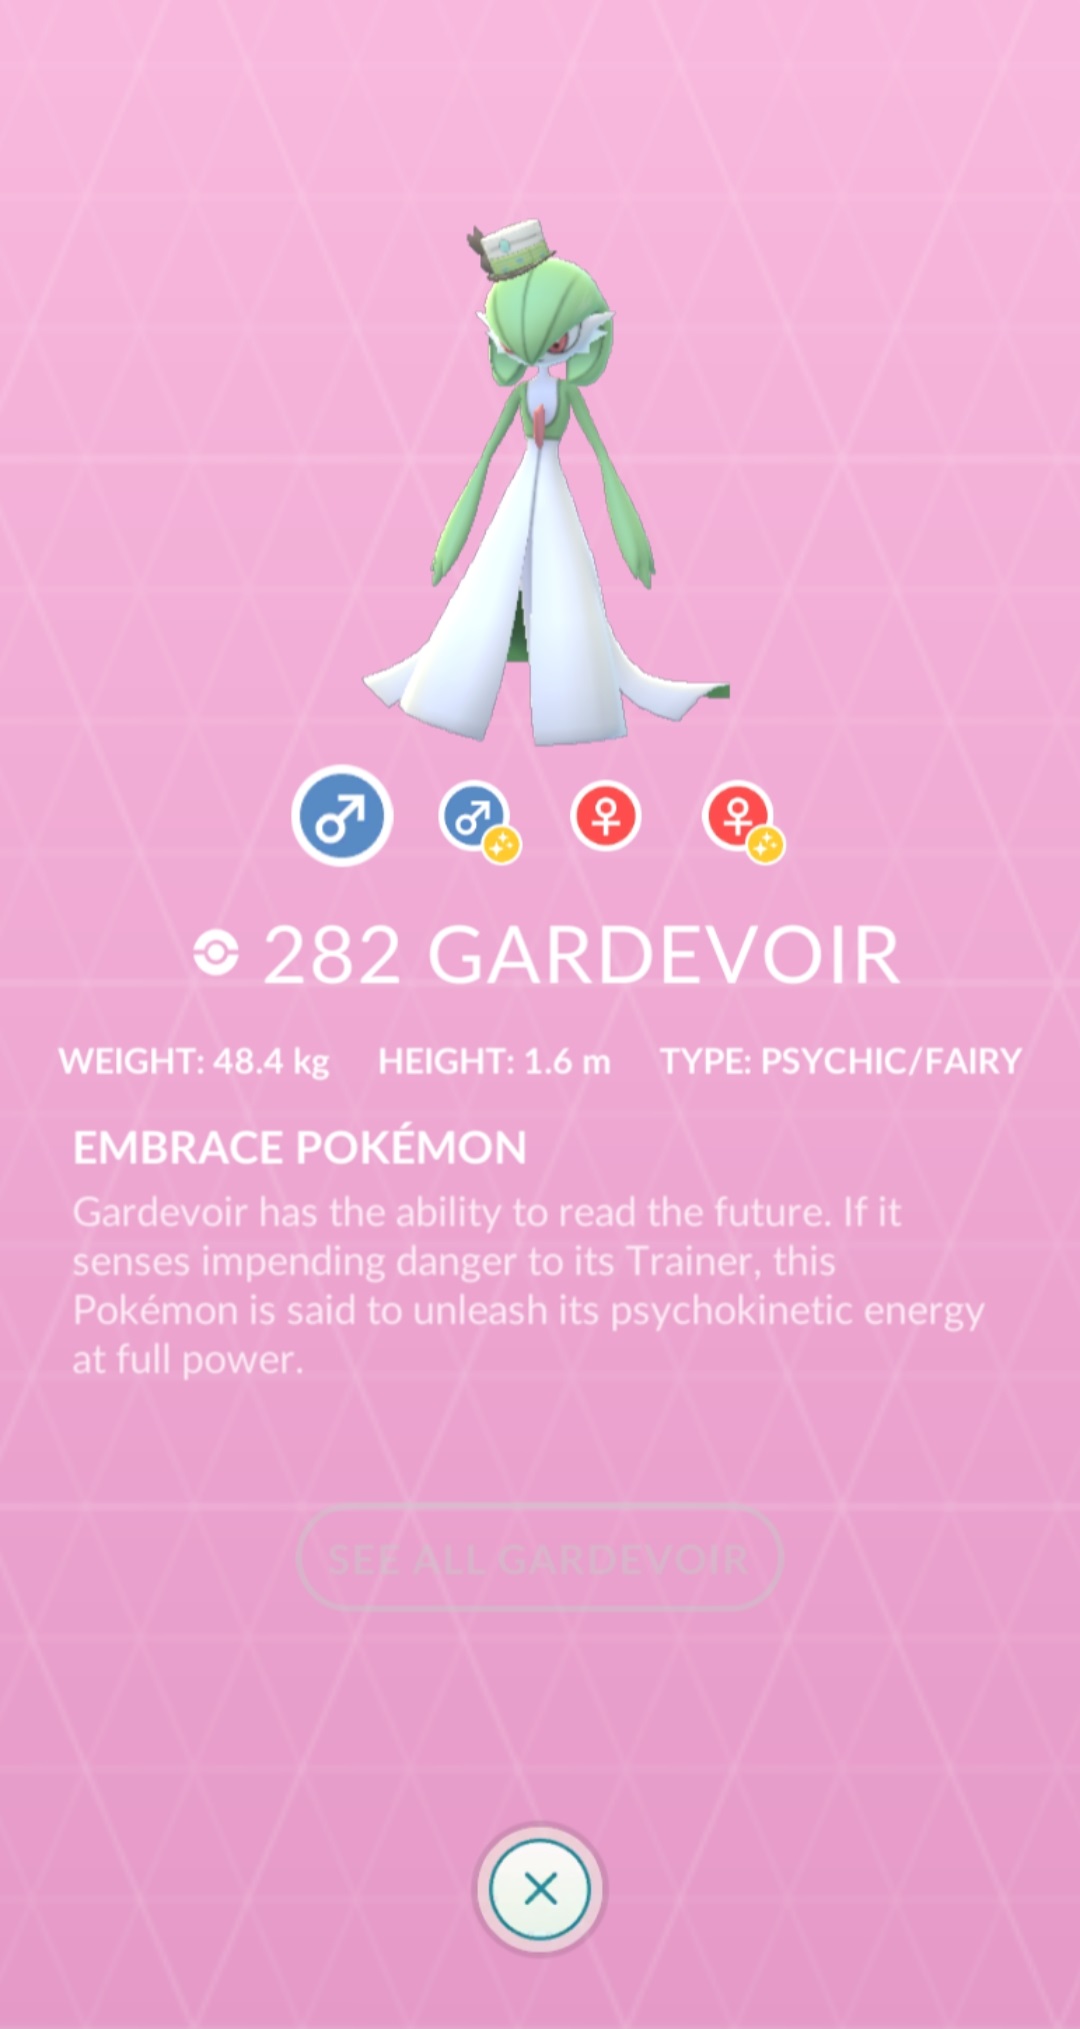 282 GARDEVOIR
WEIGHT: 48.4 kg HEIGHT: 1.6 m TYPE: PSYCHIC/FAIRY
EMBRACE POKÉMON
Gardevoir has the ability to read the future. If it
senses impending danger to its Trainer, this
Pokémon is said to unleash its psychokinetic energy
at full power.
SEE ALL GARDEVOIR